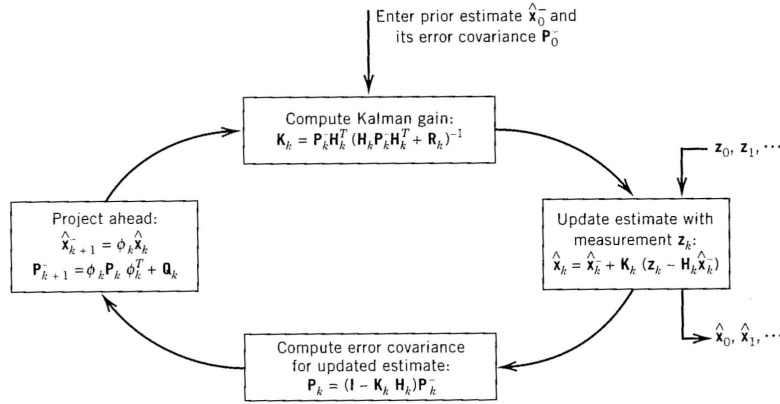 Enter prior estimate x̂₀⁻ and
its error covariance P₀⁻
Compute Kalman gain:
Kₖ = Pₖ⁻Hₖᵀ (HₖPₖ⁻Hₖᵀ + Rₖ)⁻¹
z₀, z₁, ···
Update estimate with
measurement zₖ:
x̂ₖ = x̂ₖ⁻ + Kₖ (zₖ − Hₖx̂ₖ⁻)
x̂₀, x̂₁, ···
Project ahead:
x̂ₖ₊₁⁻ = ϕₖx̂ₖ
Pₖ₊₁⁻ = ϕₖPₖ ϕₖᵀ + Qₖ
Compute error covariance
for updated estimate:
Pₖ = (I − Kₖ Hₖ)Pₖ⁻